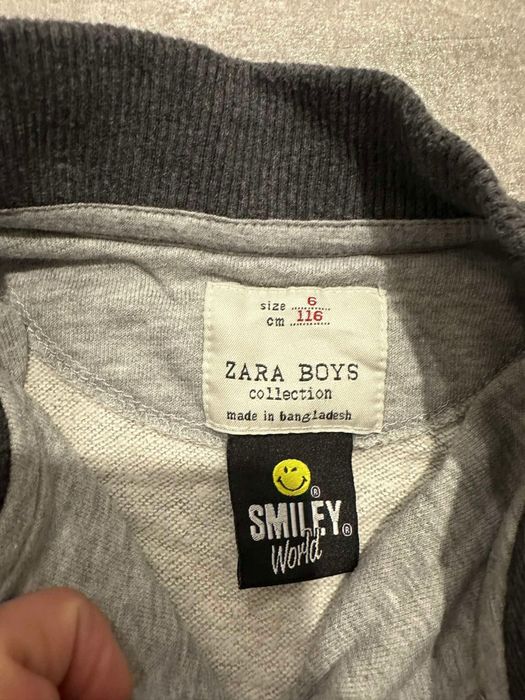 size 6
cm 116
ZARA BOYS
collection
made in bangladesh
®
SMILEY®
World